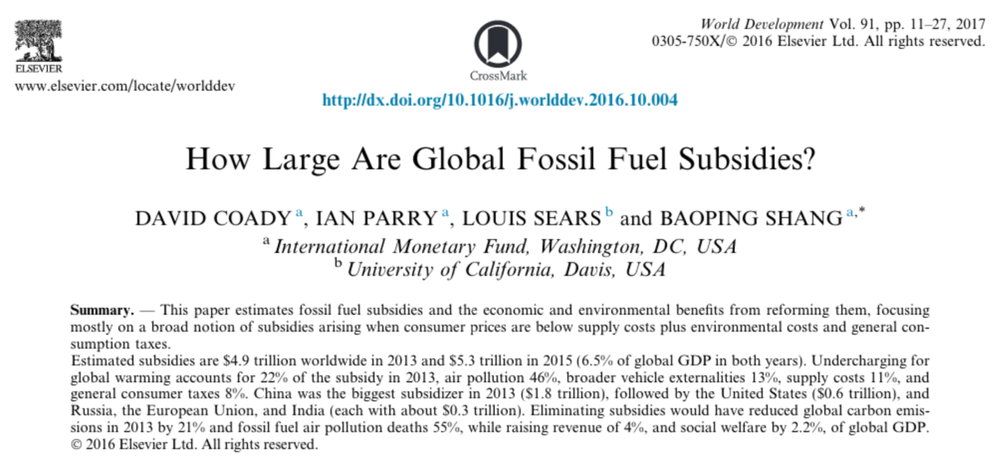 World Development Vol. 91, pp. 11–27, 2017
0305-750X/© 2016 Elsevier Ltd. All rights reserved.
ELSEVIER
www.elsevier.com/locate/worlddev
CrossMark
http://dx.doi.org/10.1016/j.worlddev.2016.10.004
How Large Are Global Fossil Fuel Subsidies?
DAVID COADY a, IAN PARRY a, LOUIS SEARS b and BAOPING SHANG a,*
a International Monetary Fund, Washington, DC, USA
b University of California, Davis, USA
Summary. — This paper estimates fossil fuel subsidies and the economic and environmental benefits from reforming them, focusing
mostly on a broad notion of subsidies arising when consumer prices are below supply costs plus environmental costs and general con-
sumption taxes.
Estimated subsidies are $4.9 trillion worldwide in 2013 and $5.3 trillion in 2015 (6.5% of global GDP in both years). Undercharging for
global warming accounts for 22% of the subsidy in 2013, air pollution 46%, broader vehicle externalities 13%, supply costs 11%, and
general consumer taxes 8%. China was the biggest subsidizer in 2013 ($1.8 trillion), followed by the United States ($0.6 trillion), and
Russia, the European Union, and India (each with about $0.3 trillion). Eliminating subsidies would have reduced global carbon emis-
sions in 2013 by 21% and fossil fuel air pollution deaths 55%, while raising revenue of 4%, and social welfare by 2.2%, of global GDP.
© 2016 Elsevier Ltd. All rights reserved.